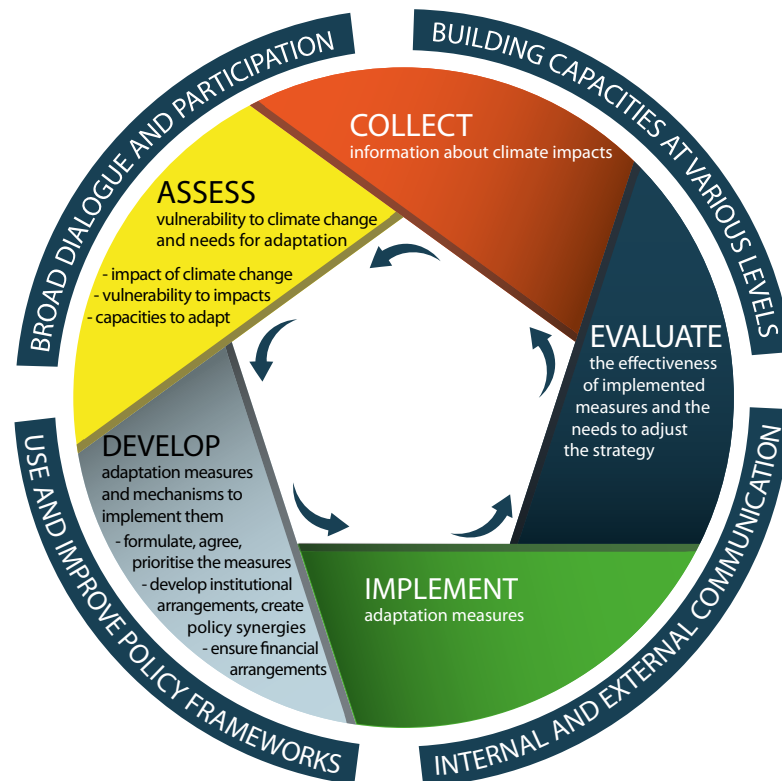 BROAD DIALOGUE AND PARTICIPATION
BUILDING CAPACITIES AT VARIOUS LEVELS
COLLECT
information about climate impacts
ASSESS
vulnerability to climate change
and needs for adaptation
- impact of climate change
- vulnerability to impacts
- capacities to adapt
EVALUATE
the effectiveness
of implemented
measures and the
needs to adjust
the strategy
DEVELOP
adaptation measures
and mechanisms to
implement them
- formulate, agree,
prioritise the measures
- develop institutional
arrangements, create
policy synergies
- ensure financial
arrangements
IMPLEMENT
adaptation measures
USE AND IMPROVE POLICY FRAMEWORKS
INTERNAL AND EXTERNAL COMMUNICATION